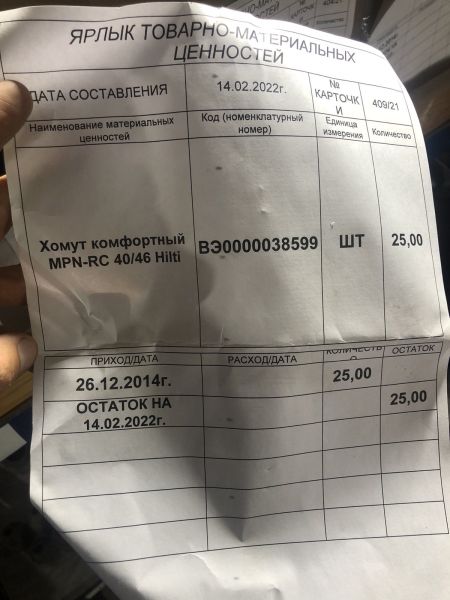 ЯРЛЫК ТОВАРНО-МАТЕРИАЛЬНЫХ
ЦЕННОСТЕЙ
ДАТА СОСТАВЛЕНИЯ
14.02.2022г.
№
КАРТОЧК
И
409/21
Наименование материальных
ценностей
Код (номенклатурный
номер)
Единица
измерения
Количество
Хомут комфортный
MPN-RC 40/46 Hilti
ВЭ0000038599
ШТ
25,00
ПРИХОД/ДАТА
РАСХОД/ДАТА
КОЛИЧЕСТВ
О
ОСТАТОК
26.12.2014г.
25,00
ОСТАТОК НА
14.02.2022г.
25,00